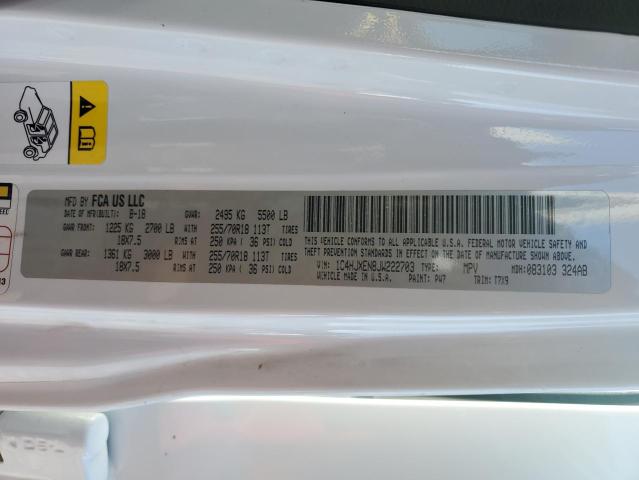 MFD BY FCA US LLC
DATE OF MFR(BUILT): 8-18 GVWR: 2495 KG 5500 LB
GAWR FRONT: 1225 KG 2700 LB WITH 255/70R18 113T TIRES
18X7.5 RIMS AT 250 KPA ( 36 PSI) COLD
GAWR REAR: 1361 KG 3000 LB WITH 255/70R18 113T TIRES
18X7.5 RIMS AT 250 KPA ( 36 PSI) COLD
THIS VEHICLE CONFORMS TO ALL APPLICABLE U.S.A. FEDERAL MOTOR VEHICLE SAFETY,
BUMPER, AND THEFT PREVENTION STANDARDS IN EFFECT ON THE DATE OF MANUFACTURE SHOWN ABOVE.
VIN: 1C4HJXEN8JW222703 TYPE: MPV MDH: 083103 324AB
VEHICLE MADE IN U.S.A. PAINT: PW7 TRIM: T7X9